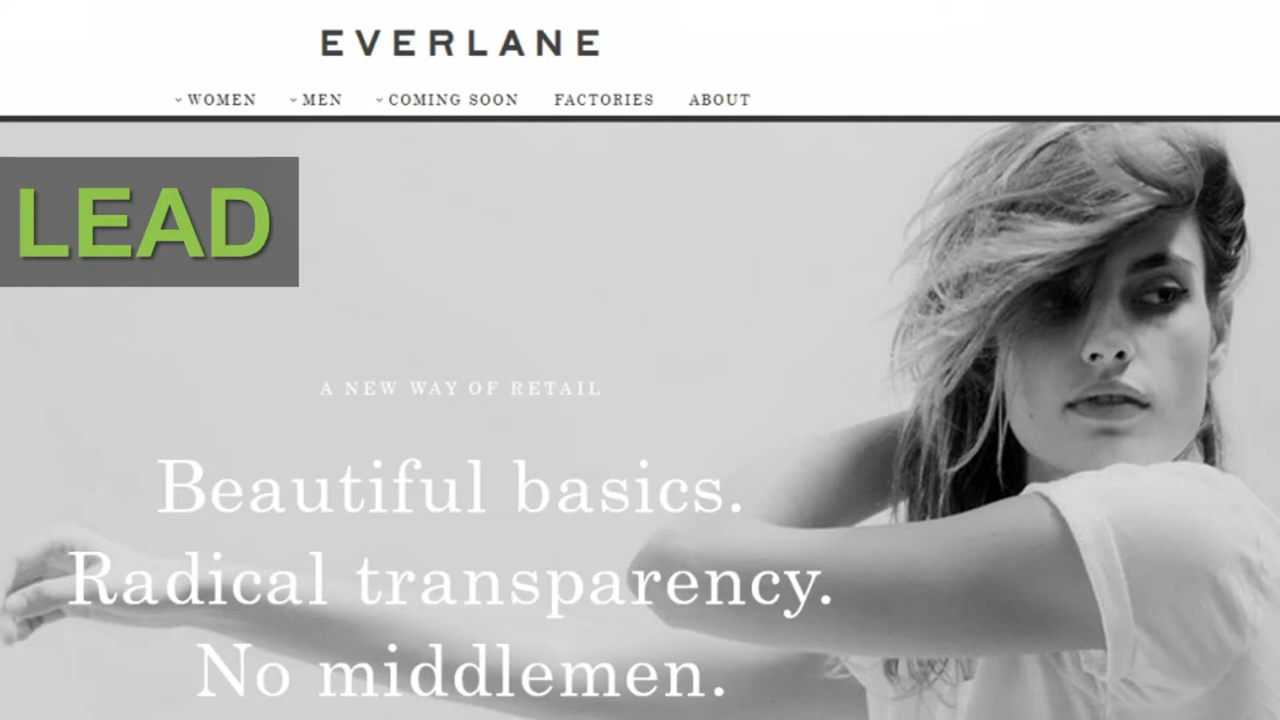 EVERLANE
WOMEN MEN COMING SOON FACTORIES ABOUT
LEAD
A NEW WAY OF RETAIL
Beautiful basics.
Radical transparency.
No middlemen.